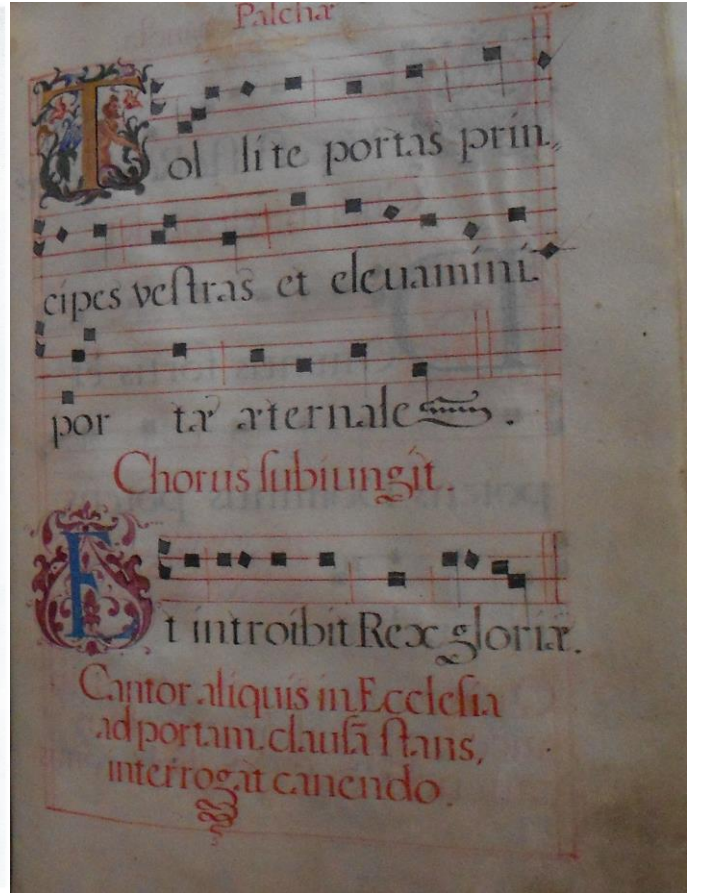 Paschæ
Tol lite portas prin,
cipes vestras et eleuamini
por tæ æternales.
Chorus subiungit.
Et introibit Rex gloriæ.
Cantor aliquis in Ecclesia
ad portam clausã stans,
interrogat canendo.